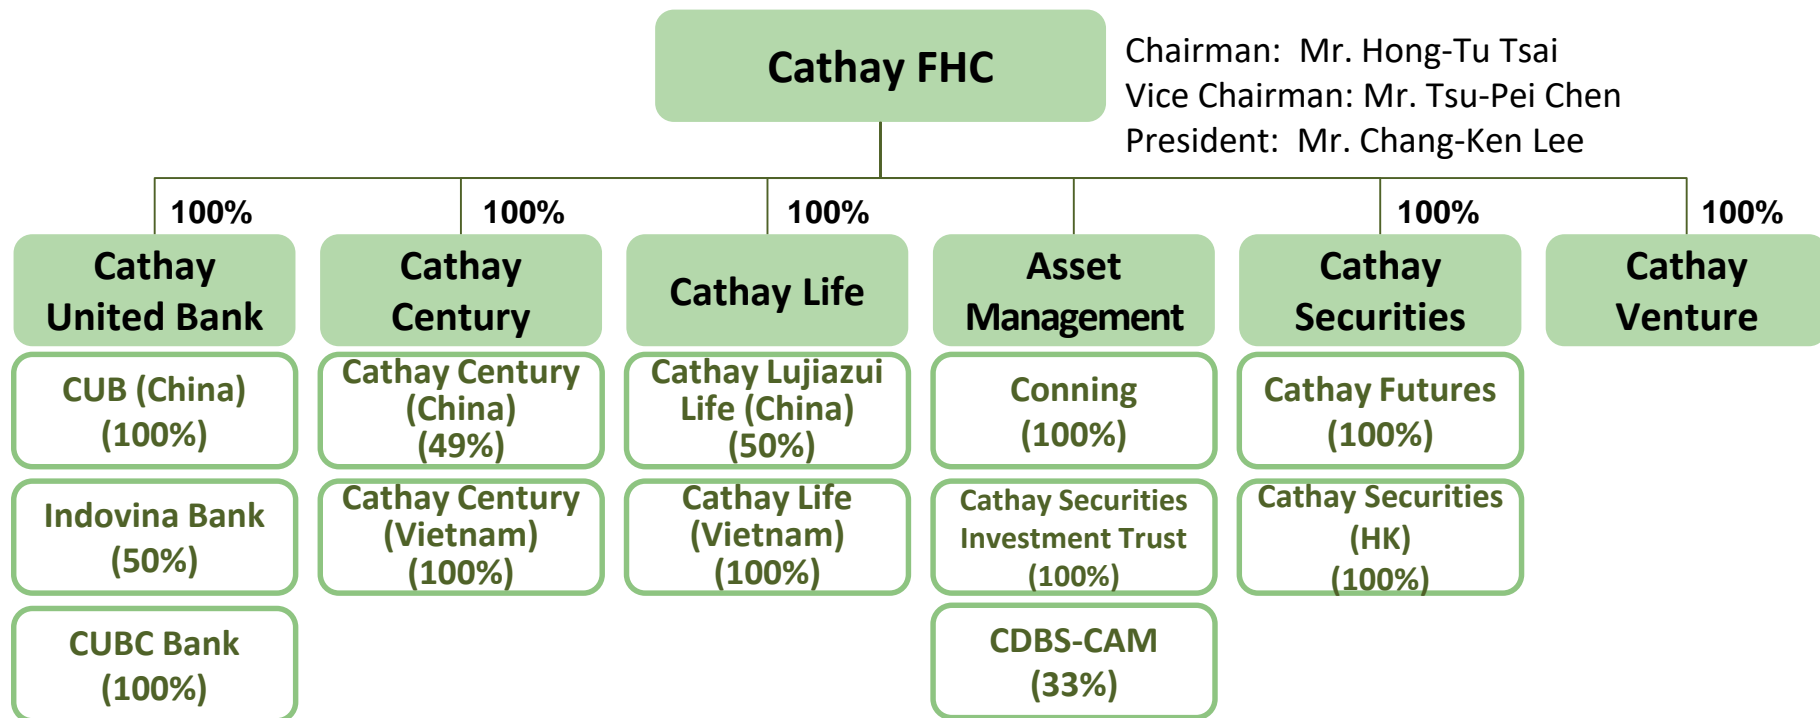 Cathay FHC
Chairman:  Mr. Hong-Tu Tsai
Vice Chairman: Mr. Tsu-Pei Chen
President:  Mr. Chang-Ken Lee
100%
100%
100%
100%
100%
Cathay
United Bank
Cathay
Century
Cathay Life
Asset
Management
Cathay
Securities
Cathay
Venture
CUB (China)
(100%)
Cathay Century
(China)
(49%)
Cathay Lujiazui
Life (China)
(50%)
Conning
(100%)
Cathay Futures
(100%)
Indovina Bank
(50%)
Cathay Century
(Vietnam)
(100%)
Cathay Life
(Vietnam)
(100%)
Cathay Securities
Investment Trust
(100%)
Cathay Securities
(HK)
(100%)
CUBC Bank
(100%)
CDBS-CAM
(33%)